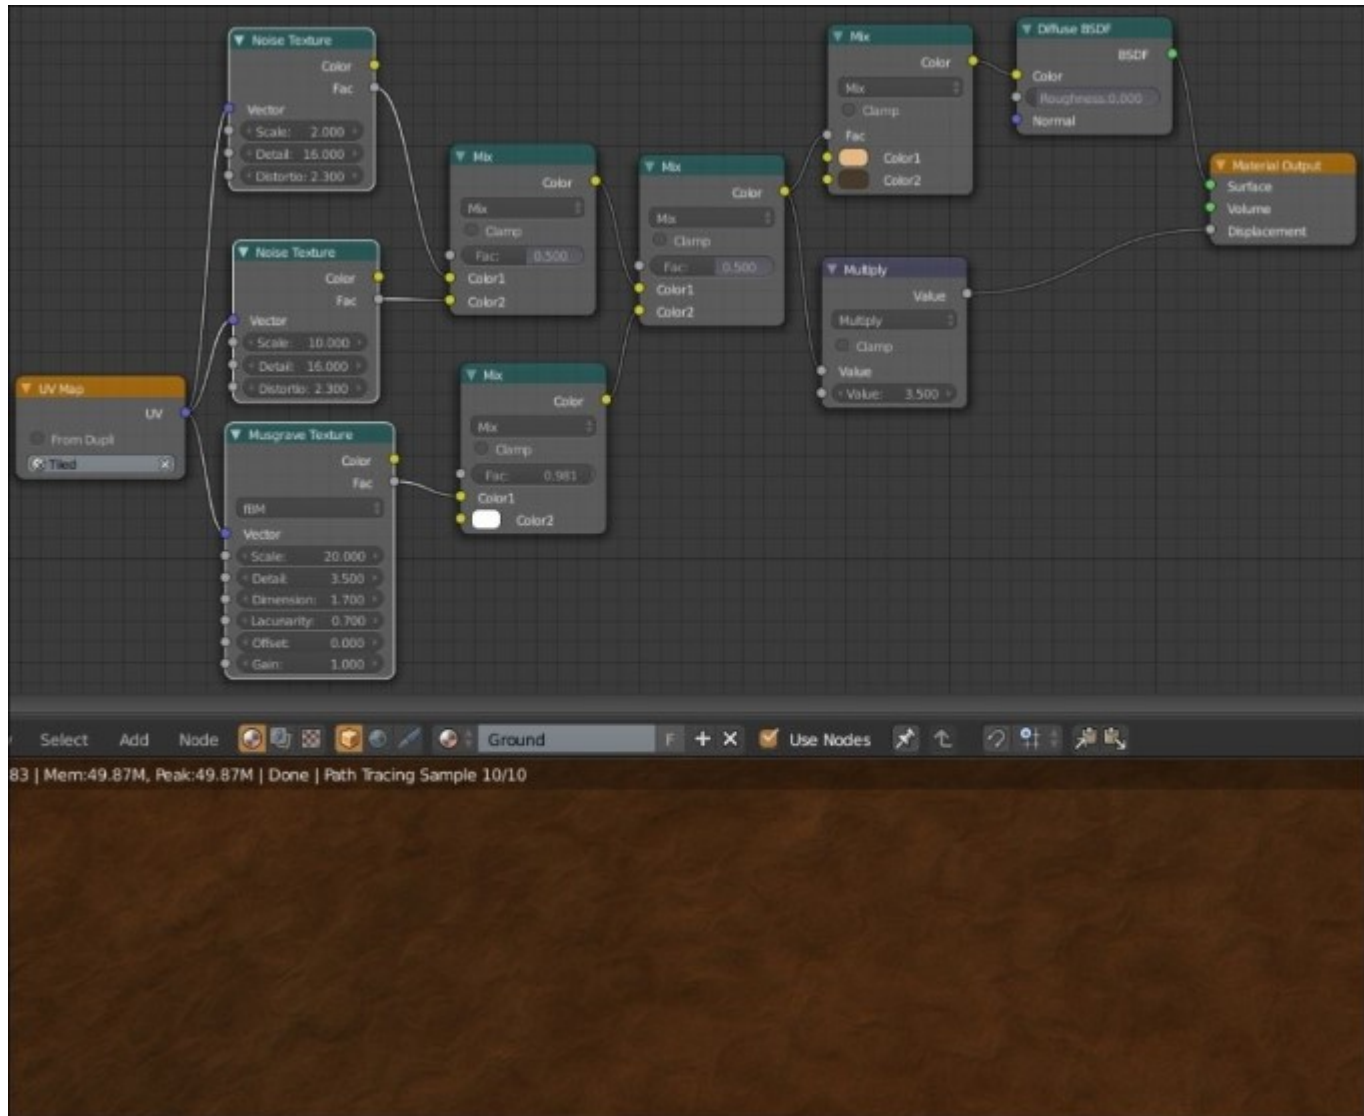 Noise Texture
Color
Fac
Vector
Scale: 2.000
Detail: 16.000
Distortio: 2.300
Noise Texture
Color
Fac
Vector
Scale: 10.000
Detail: 16.000
Distortio: 2.300
UV Map
UV
From Dupli
Tiled
Musgrave Texture
Color
Fac
fBM
Vector
Scale: 20.000
Detail: 3.500
Dimension: 1.700
Lacunarity: 0.700
Offset: 0.000
Gain: 1.000
Mix
Color
Mix
Clamp
Fac: 0.500
Color1
Color2
Mix
Color
Mix
Clamp
Fac: 0.981
Color1
Color2
Mix
Color
Mix
Clamp
Fac: 0.500
Color1
Color2
Mix
Color
Mix
Clamp
Fac
Color1
Color2
Multiply
Value
Multiply
Clamp
Value
Value: 3.500
Diffuse BSDF
BSDF
Color
Roughness:0.000
Normal
Material Output
Surface
Volume
Displacement
Select Add Node Ground F Use Nodes
83 | Mem:49.87M, Peak:49.87M | Done | Path Tracing Sample 10/10